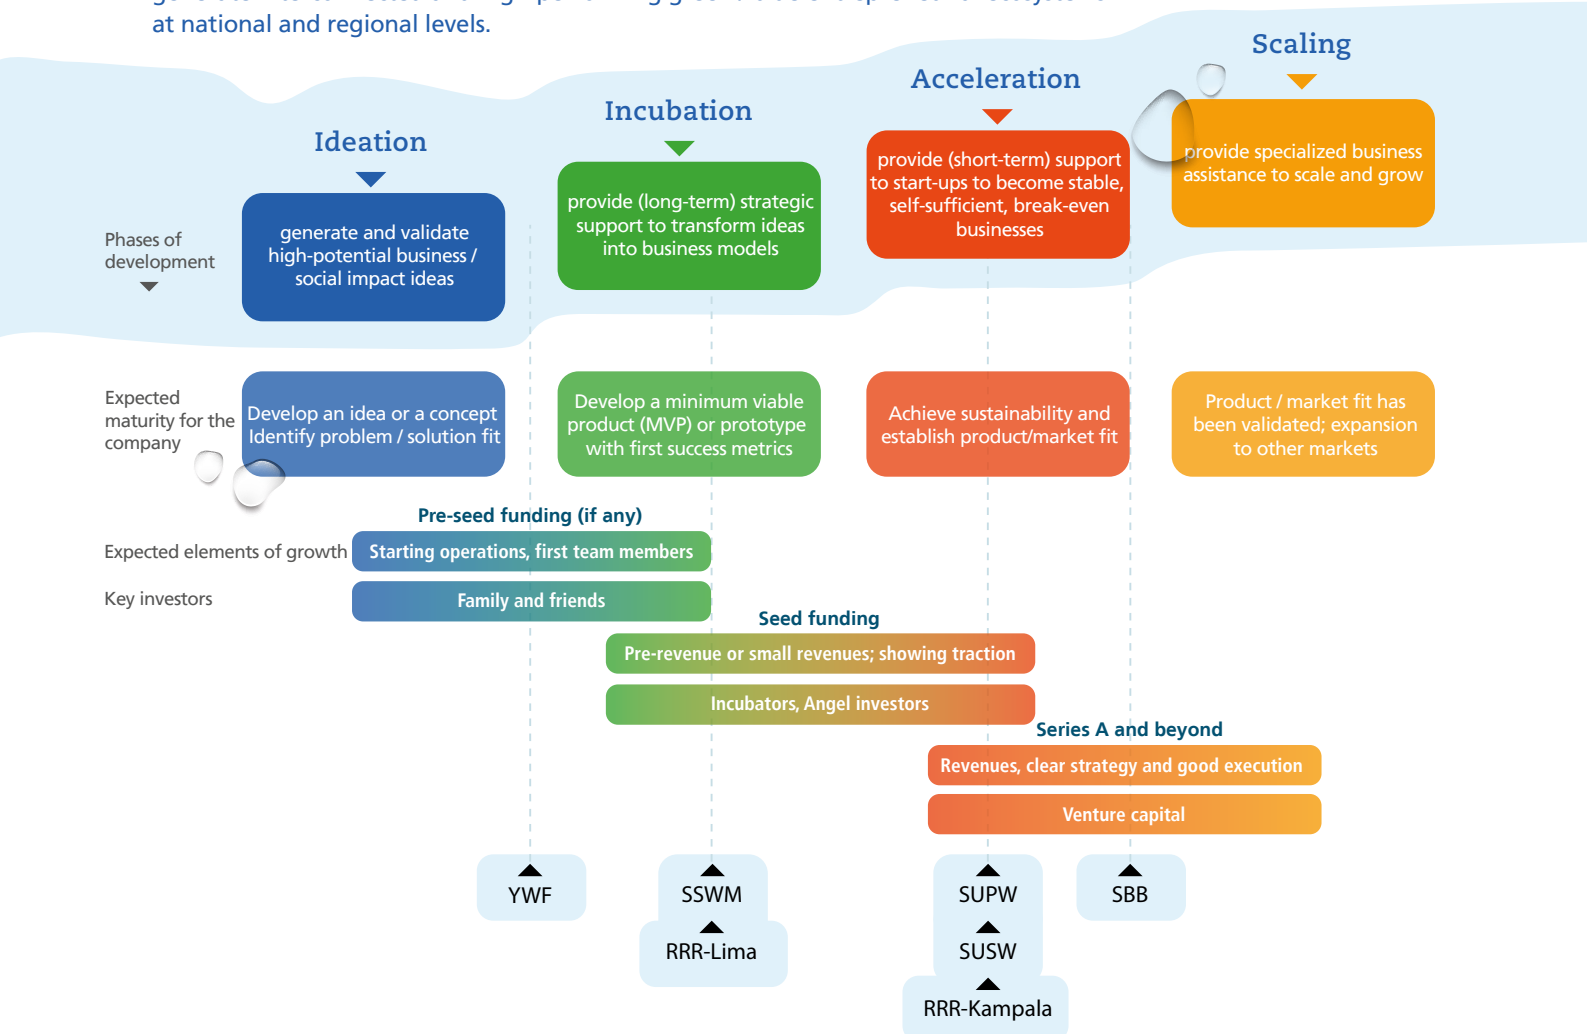 at national and regional levels.
Scaling
Acceleration
Incubation
Ideation
Phases of
development
generate and validate
high-potential business /
social impact ideas
provide (long-term) strategic
support to transform ideas
into business models
provide (short-term) support
to start-ups to become stable,
self-sufficient, break-even
businesses
provide specialized business
assistance to scale and grow
Expected
maturity for the
company
Develop an idea or a concept
Identify problem / solution fit
Develop a minimum viable
product (MVP) or prototype
with first success metrics
Achieve sustainability and
establish product/market fit
Product / market fit has
been validated; expansion
to other markets
Pre-seed funding (if any)
Expected elements of growth
Starting operations, first team members
Key investors
Family and friends
Seed funding
Pre-revenue or small revenues; showing traction
Incubators, Angel investors
Series A and beyond
Revenues, clear strategy and good execution
Venture capital
YWF
SSWM
SUPW
SBB
RRR-Lima
SUSW
RRR-Kampala